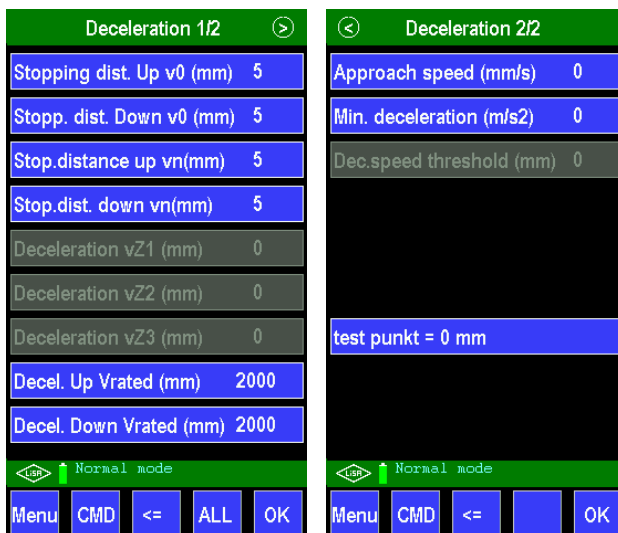 Deceleration 1/2 >
Stopping dist. Up v0 (mm) 5
Stopp. dist. Down v0 (mm) 5
Stop.distance up vn(mm) 5
Stop.dist. down vn(mm) 5
Deceleration vZ1 (mm) 0
Deceleration vZ2 (mm) 0
Deceleration vZ3 (mm) 0
Decel. Up Vrated (mm) 2000
Decel. Down Vrated (mm) 2000
LiSA Normal mode
Menu CMD <= ALL OK
< Deceleration 2/2
Approach speed (mm/s) 0
Min. deceleration (m/s2) 0
Dec.speed threshold (mm) 0
test punkt = 0 mm
LiSA Normal mode
Menu CMD <= OK